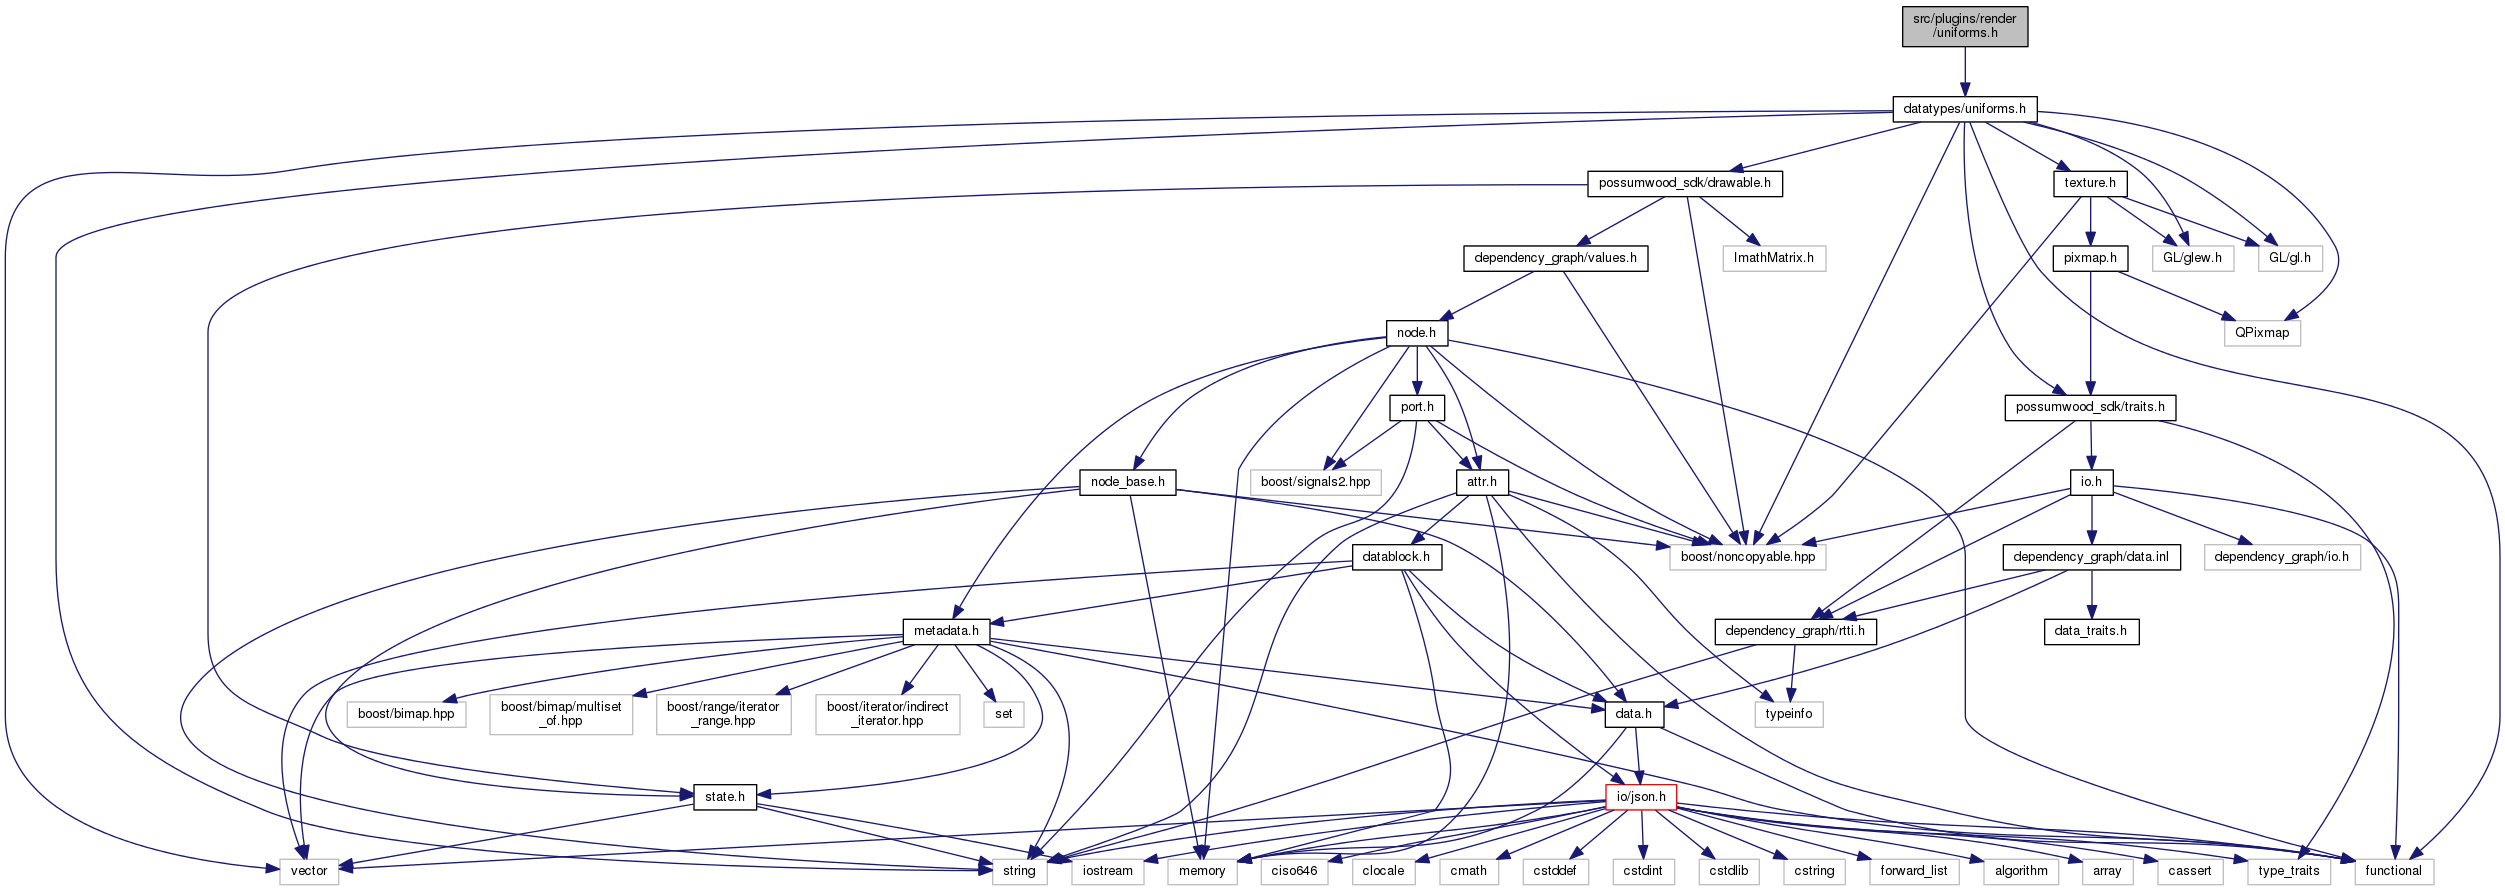 src/plugins/render
/uniforms.h
datatypes/uniforms.h
possumwood_sdk/drawable.h
texture.h
dependency_graph/values.h
ImathMatrix.h
pixmap.h
GL/glew.h
GL/gl.h
node.h
QPixmap
port.h
possumwood_sdk/traits.h
node_base.h
boost/signals2.hpp
attr.h
io.h
datablock.h
boost/noncopyable.hpp
dependency_graph/data.inl
dependency_graph/io.h
metadata.h
dependency_graph/rtti.h
data_traits.h
boost/bimap.hpp
boost/bimap/multiset
_of.hpp
boost/range/iterator
_range.hpp
boost/iterator/indirect
_iterator.hpp
set
data.h
typeinfo
state.h
io/json.h
vector
string
iostream
memory
ciso646
clocale
cmath
cstddef
cstdint
cstdlib
cstring
forward_list
algorithm
array
cassert
type_traits
functional